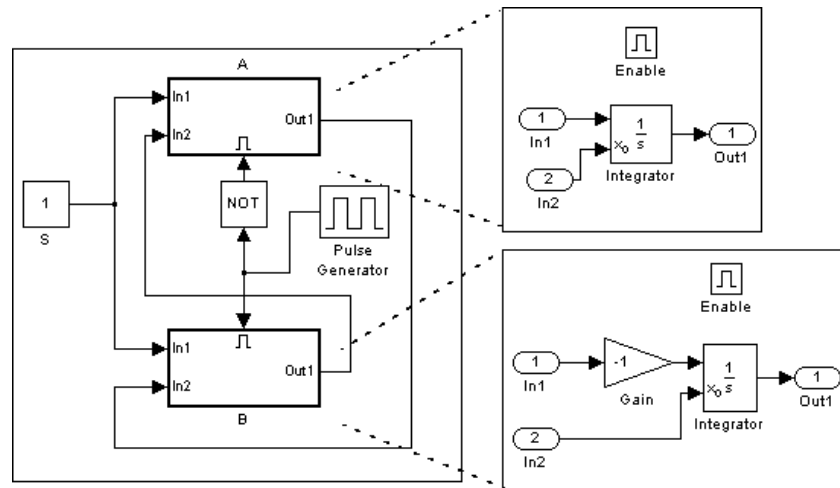 A
In1
In2
Out1
NOT
1
S
Pulse
Generator
In1
In2
Out1
B
Enable
1
In1
2
In2
x0
1
s
Integrator
1
Out1
Enable
1
In1
-1
Gain
2
In2
x0
1
s
Integrator
1
Out1